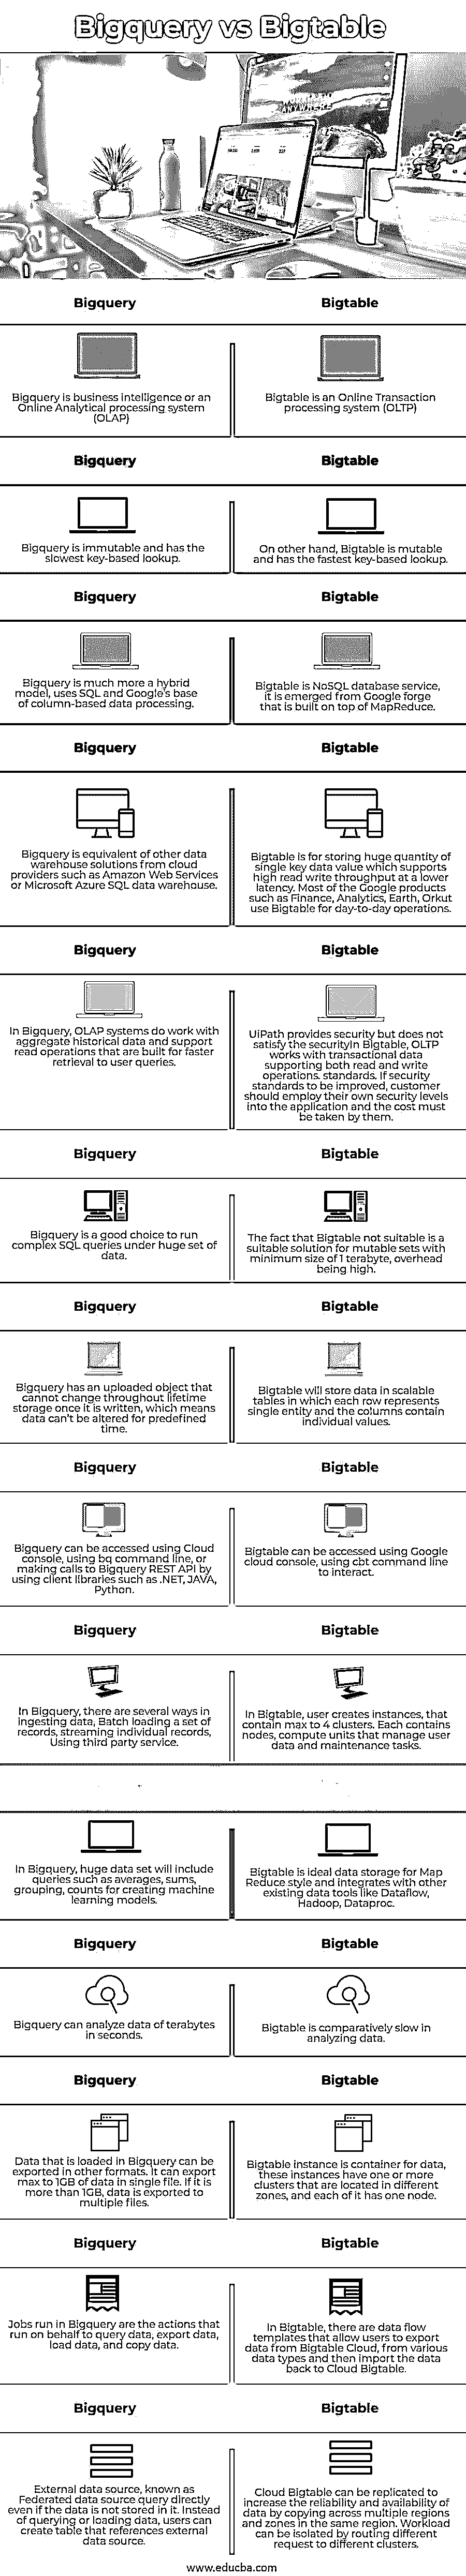 Bigquery vs Bigtable
ANYWHERE
Bigquery
Bigtable
Bigquery is business intelligence or an
Online Analytical processing system
(OLAP)
Bigtable is an Online Transaction
processing system (OLTP)
Bigquery
Bigtable
Bigquery is immutable and has the
slowest key-based lookup.
On other hand, Bigtable is mutable
and has the fastest key-based lookup.
Bigquery
Bigtable
Bigquery is much more a hybrid
model, uses SQL and Google's base
of column-based data processing.
Bigtable is NoSQL database service,
it is emerged from Google forge
that is built on top of MapReduce.
Bigquery
Bigtable
Bigquery is equivalent of other data
warehouse solutions from cloud
providers such as Amazon Web Services
or Microsoft Azure SQL data warehouse.
Bigtable is for storing huge quantity of
single key data value which supports
high read write throughput at a lower
latency. Most of the Google products
such as Finance, Analytics, Earth, Orkut
use Bigtable for day-to-day operations.
Bigquery
Bigtable
In Bigquery, OLAP systems do work with
aggregate historical data and support
read operations that are built for faster
retrieval to user queries.
UiPath provides security but does not
satisfy the securityIn Bigtable, OLTP
works with transactional data
supporting both read and write
operations. standards. If security
standards to be improved, customer
should employ their own security levels
into the application and the cost must
be taken by them.
Bigquery
Bigtable
Bigquery is a good choice to run
complex SQL queries under huge set of
data.
The fact that Bigtable not suitable is a
suitable solution for mutable sets with
minimum size of 1 terabyte, overhead
being high.
Bigquery
Bigtable
Bigquery has an uploaded object that
cannot change throughout lifetime
storage once it is written, which means
data can't be altered for predefined
time.
Bigtable will store data in scalable
tables in which each row represents
single entity and the columns contain
individual values.
Bigquery
Bigtable
Bigquery can be accessed using Cloud
console, using bq command line, or
making calls to Bigquery REST API by
using client libraries such as .NET, JAVA,
Python.
Bigtable can be accessed using Google
cloud console, using cbt command line
to interact.
Bigquery
Bigtable
In Bigquery, there are several ways in
ingesting data, Batch loading a set of
records, streaming individual records,
Using third party service.
In Bigtable, user creates instances, that
contain max to 4 clusters. Each contains
nodes, compute units that manage user
data and maintenance tasks.
In Bigquery, huge data set will include
queries such as averages, sums,
grouping, counts for creating machine
learning models.
Bigtable is ideal data storage for Map
Reduce style and integrates with other
existing data tools like Dataflow,
Hadoop, Dataproc.
Bigquery
Bigtable
Bigquery can analyze data of terabytes
in seconds.
Bigtable is comparatively slow in
analyzing data.
Bigquery
Bigtable
Data that is loaded in Bigquery can be
exported in other formats. It can export
max to 1GB of data in single file. If it is
more than 1GB, data is exported to
multiple files.
Bigtable instance is container for data,
these instances have one or more
clusters that are located in different
zones, and each of it has one node.
Bigquery
Bigtable
Jobs run in Bigquery are the actions that
run on behalf to query data, export data,
load data, and copy data.
In Bigtable, there are data flow
templates that allow users to export
data from Bigtable Cloud, from various
data types and then import the data
back to Cloud Bigtable.
Bigquery
Bigtable
External data source, known as
Federated data source query directly
even if the data is not stored in it. Instead
of querying or loading data, users can
create table that references external
data source.
Cloud Bigtable can be replicated to
increase the reliability and availability of
data by copying across multiple regions
and zones in the same region. Workload
can be isolated by routing different
request to different clusters.
www.educba.com